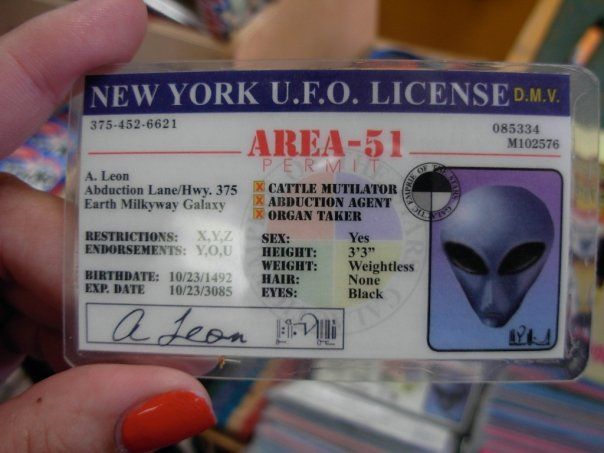 NEW YORK U.F.O. LICENSE D.M.V.
375-452-6621
085334
M102576
AREA-51
PERMIT
A. Leon
Abduction Lane/Hwy. 375
Earth Milkyway Galaxy
X CATTLE MUTILATOR
X ABDUCTION AGENT
X ORGAN TAKER
RESTRICTIONS: X,Y,Z
ENDORSEMENTS: Y,O,U
BIRTHDATE: 10/23/1492
EXP. DATE 10/23/3085
SEX: Yes
HEIGHT: 3'3"
WEIGHT: Weightless
HAIR: None
EYES: Black
A Leon